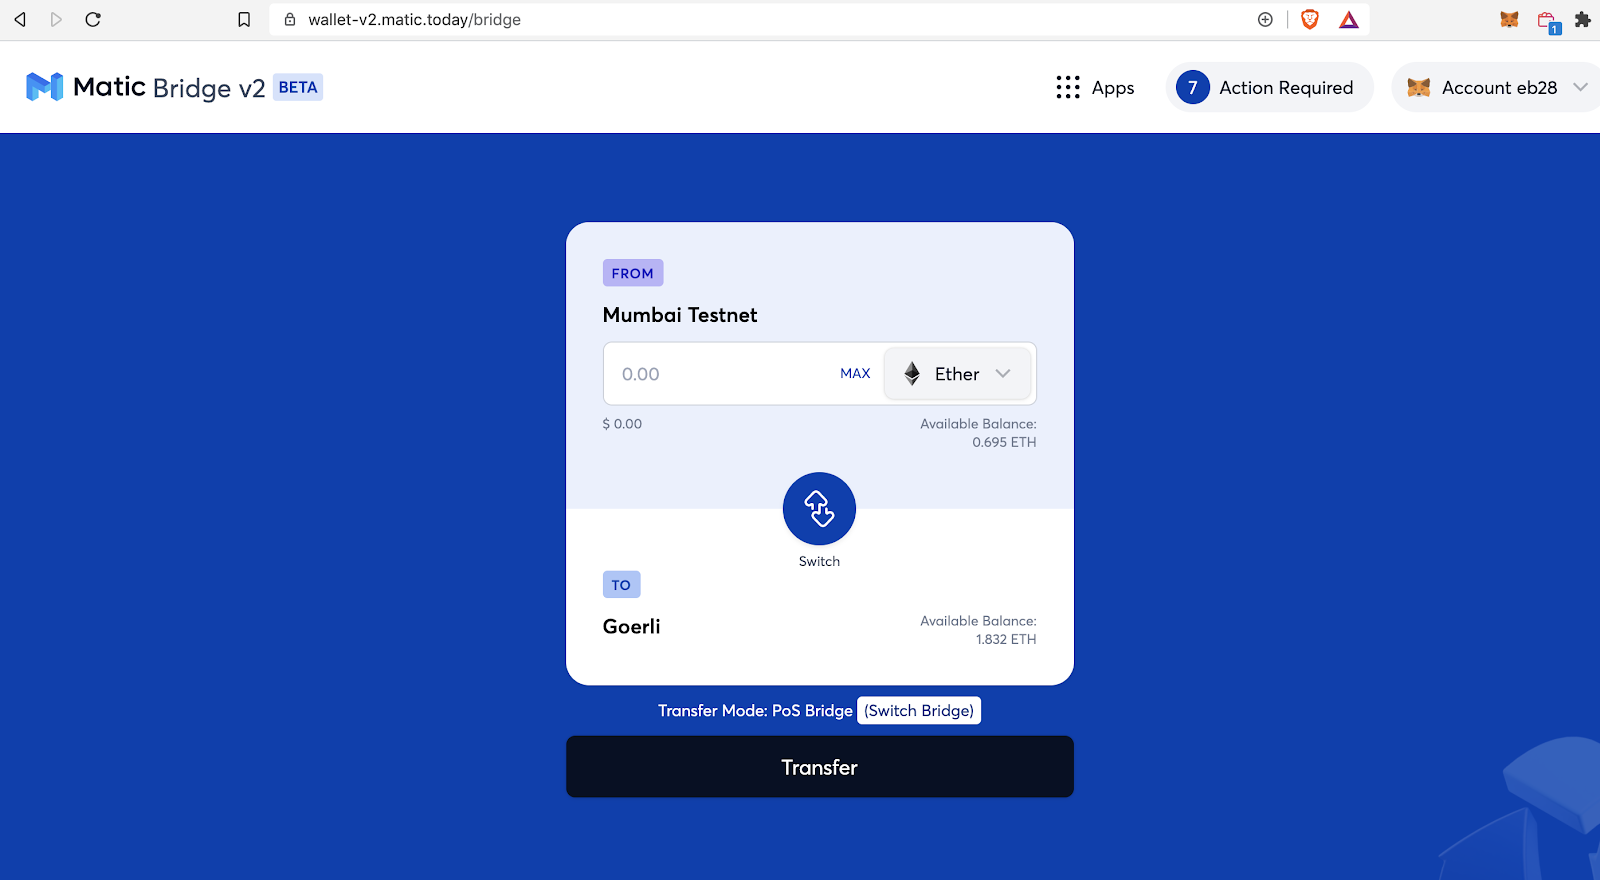 wallet-v2.matic.today/bridge
1
Matic Bridge v2 BETA
Apps
7 Action Required
Account eb28
FROM
Mumbai Testnet
0.00 MAX Ether
$ 0.00 Available Balance:
0.695 ETH
Switch
TO
Goerli
Available Balance:
1.832 ETH
Transfer Mode: PoS Bridge (Switch Bridge)
Transfer